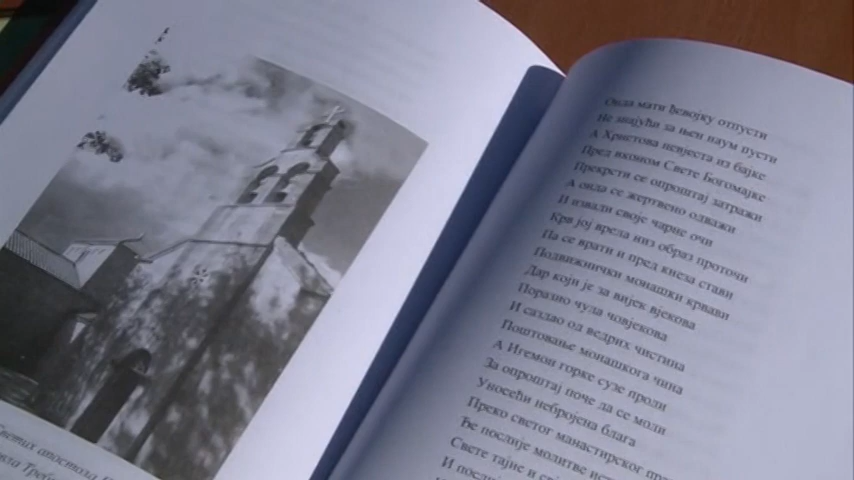 Светих апостола
Онда мати ђевојку отпусти
Не знајући за њен наум пусти
А Христова невјеста из бајке
Пред иконом Свете Богомајке
Прекрсти се опроштај затражи
А онда се жертвено одважи
И извади своје чарне очи
Крв јој врела низ образ проточи
Па се врати и пред кнеза стави
Подвижнички монашки крвави
Дар који је за вијек вјекова
Поразно чула човјекова
И саздао од ведрих чистина
Поштовање монашкога чина
А Игемон горке сузе проли
За опроштај поче да се моли
Уносећи небројена блага
Преко светог манастирског
Ђе послије молитве
Свете тајне и
И